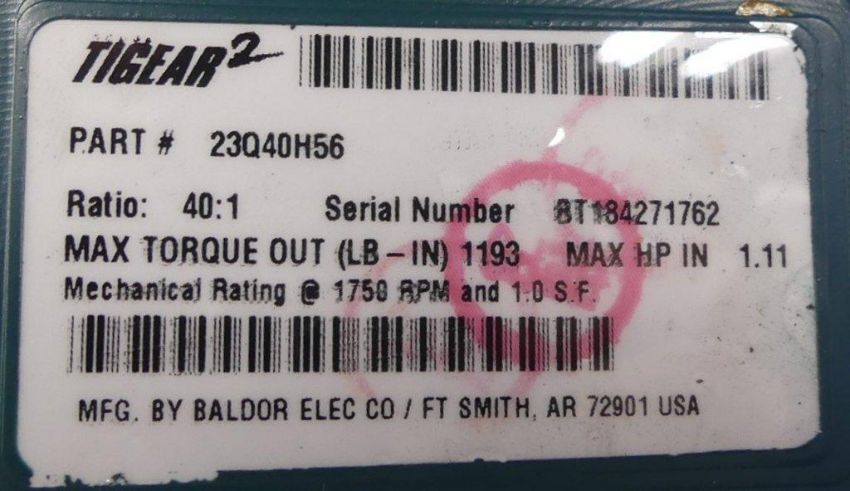 TIGEAR 2
PART # 23Q40H56
Ratio: 40:1 Serial Number BT184271762
MAX TORQUE OUT (LB – IN) 1193 MAX HP IN 1.11
Mechanical Rating @ 1750 RPM and 1.0 S.F.
MFG. BY BALDOR ELEC CO / FT SMITH, AR 72901 USA